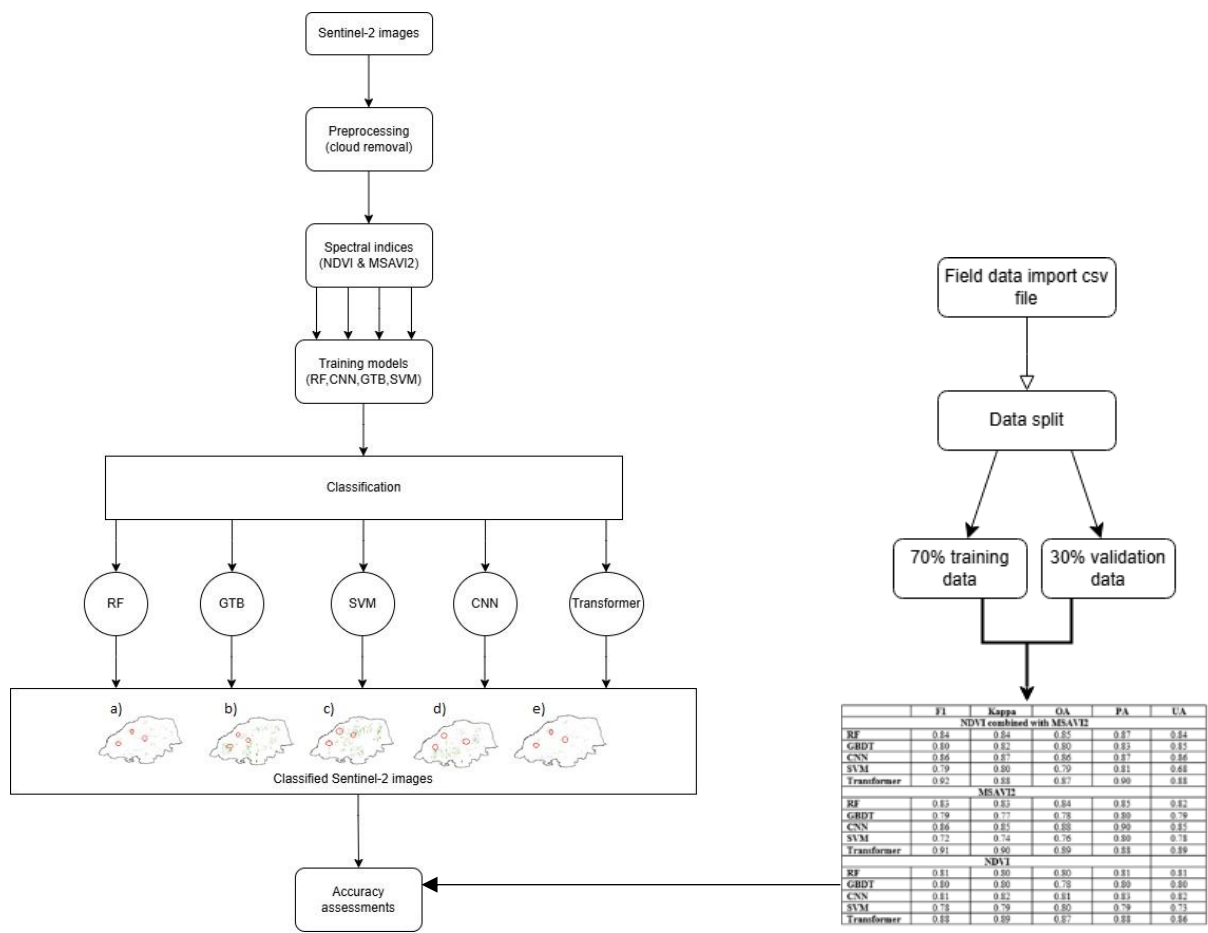 Sentinel-2 images
Preprocessing
(cloud removal)
Spectral indices
(NDVI & MSAVI2)
Training models
(RF,CNN,GTB,SVM)
Classification
RF
GTB
SVM
CNN
Transformer
a)
b)
c)
d)
e)
Classified Sentinel-2 images
Accuracy
assessments
Field data import csv
file
Data split
70% training
data
30% validation
data
F1 Kappa OA PA UA
NDVI combined with MSAVI2
RF 0.84 0.84 0.85 0.87 0.84
GBDT 0.80 0.82 0.80 0.83 0.85
CNN 0.86 0.87 0.86 0.87 0.86
SVM 0.79 0.80 0.79 0.81 0.68
Transformer 0.92 0.88 0.87 0.90 0.88
MSAVI2
RF 0.83 0.83 0.84 0.85 0.82
GBDT 0.79 0.77 0.78 0.80 0.79
CNN 0.86 0.85 0.88 0.90 0.85
SVM 0.72 0.74 0.76 0.80 0.78
Transformer 0.91 0.90 0.89 0.88 0.89
NDVI
RF 0.81 0.80 0.80 0.81 0.81
GBDT 0.80 0.80 0.78 0.80 0.80
CNN 0.81 0.82 0.81 0.83 0.82
SVM 0.78 0.79 0.80 0.79 0.73
Transformer 0.88 0.89 0.87 0.88 0.86